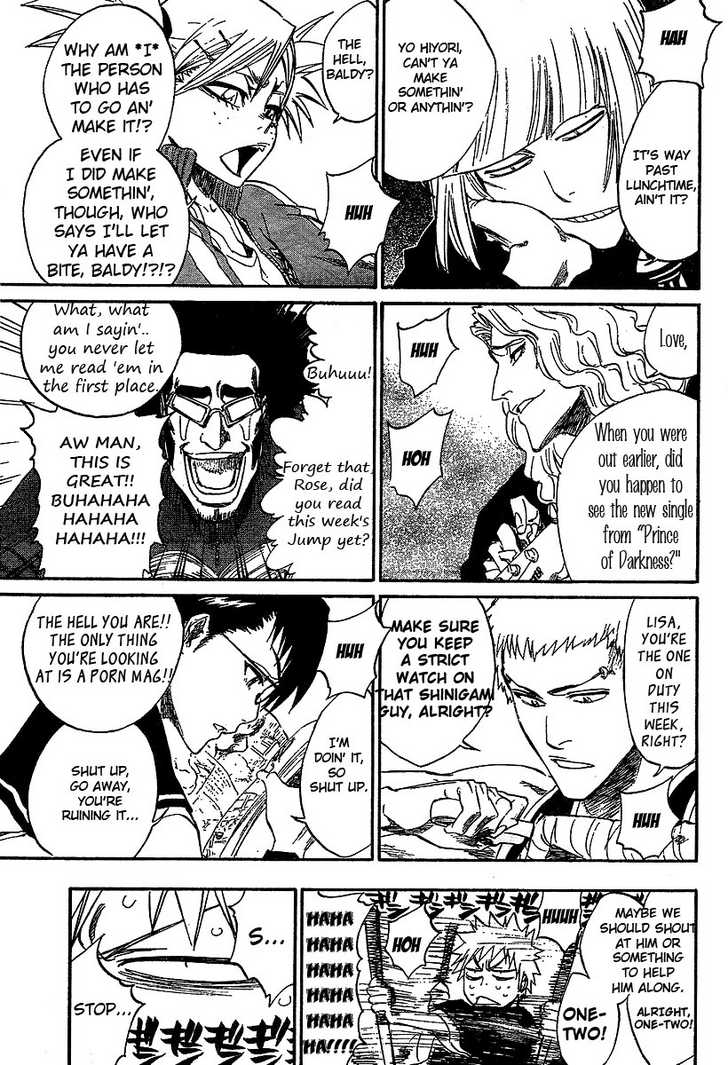 HAH
YO HIYORI,
CAN'T YA
MAKE
SOMETHIN'
OR ANYTHIN'?
IT'S WAY
PAST
LUNCHTIME,
AIN'T IT?
THE
HELL,
BALDY?
WHY AM *I*
THE PERSON
WHO HAS
TO GO AN'
MAKE IT!?
EVEN IF
I DID MAKE
SOMETHIN',
THOUGH, WHO
SAYS I'LL LET
YA HAVE A
BITE, BALDY!?!?
HUH
Love,
When you were
out earlier, did
you happen to
see the new single
from "Prince
of Darkness?"
HUH
HOH
Buhuuu!
Forget that,
Rose, did
you read
this week's
Jump yet?
What, what
am I sayin'..
you never let
me read 'em in
the first place.
AW MAN,
THIS IS
GREAT!!
BUHAHAHA
HAHAHA
HAHAHA!!!
LISA,
YOU'RE
THE ONE
ON
DUTY
THIS
WEEK,
RIGHT?
MAKE SURE
YOU KEEP
A STRICT
WATCH ON
THAT SHINIGAMI
GUY, ALRIGHT?
HUH
HUH
I'M
DOIN' IT,
SO
SHUT UP.
THE HELL YOU ARE!!
THE ONLY THING
YOU'RE LOOKING
AT IS A PORN MAG!!
SHUT UP,
GO AWAY,
YOU'RE
RUINING IT...
MAYBE WE
SHOULD SHOUT
AT HIM OR
SOMETHING
TO HELP
HIM ALONG.
ALRIGHT,
ONE-TWO!
ONE-
TWO!
HUUH
HOH
HAHA
HAHA
HAHA
HAHA
HAHA
HA!!!!
S...
STOP...